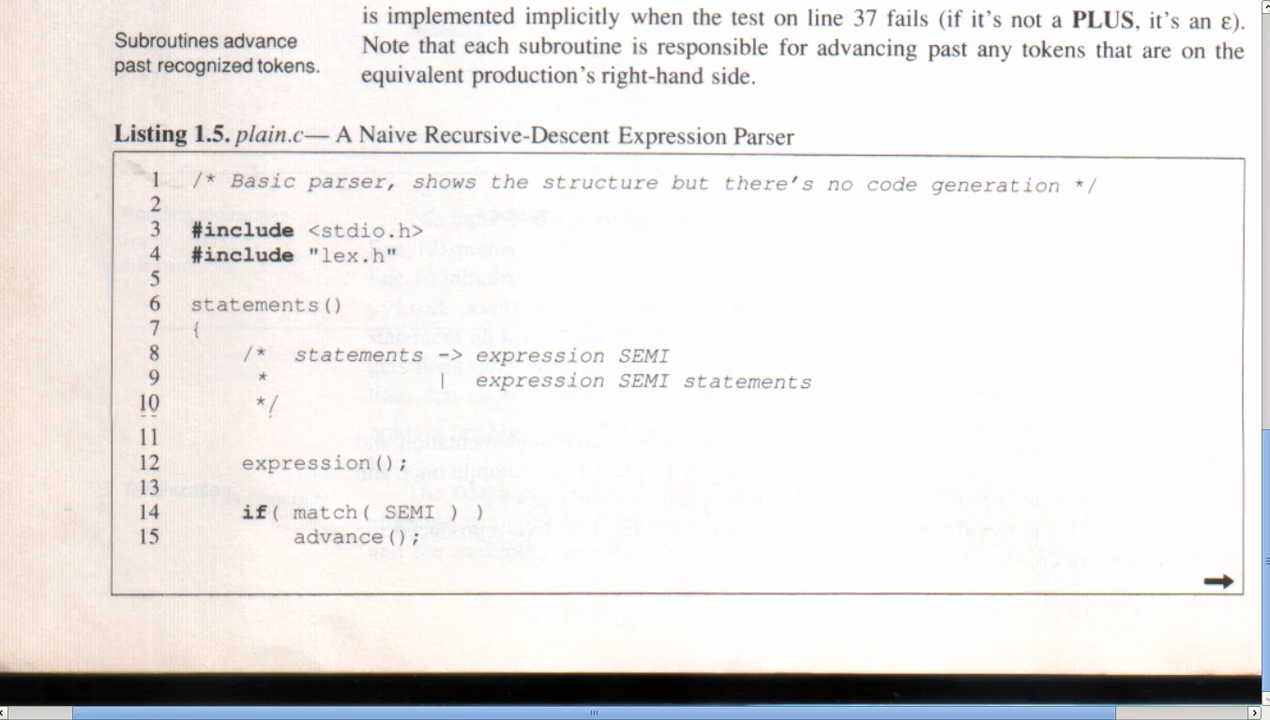 is implemented implicitly when the test on line 37 fails (if it's not a PLUS, it's an ε).
Subroutines advance
past recognized tokens.
Note that each subroutine is responsible for advancing past any tokens that are on the
equivalent production's right-hand side.
Listing 1.5. plain.c— A Naive Recursive-Descent Expression Parser
1 /* Basic parser, shows the structure but there's no code generation */
2
3 #include <stdio.h>
4 #include "lex.h"
5
6 statements()
7 {
8 /* statements -> expression SEMI
9 * | expression SEMI statements
10 */
11
12 expression();
13
14 if( match( SEMI ) )
15 advance();